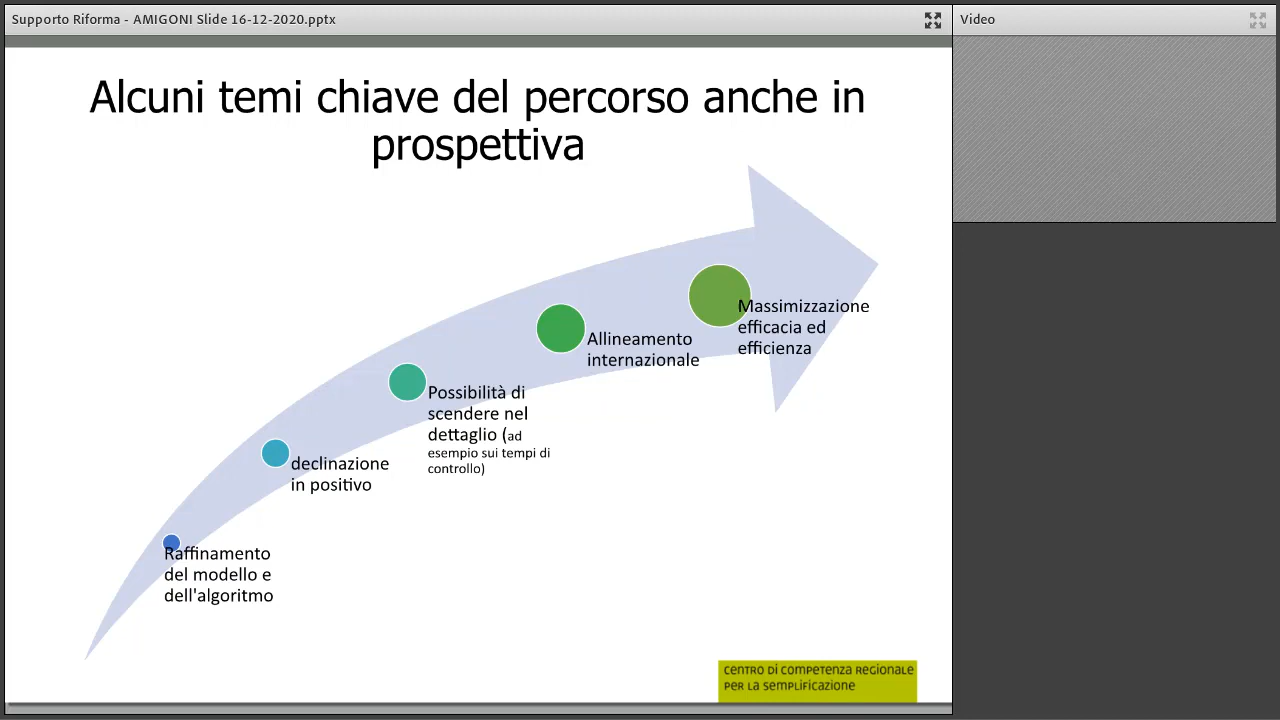 Supporto Riforma - AMIGONI Slide 16-12-2020.pptx
Video
Alcuni temi chiave del percorso anche in
prospettiva
Massimizzazione
efficacia ed
efficienza
Allineamento
internazionale
Possibilità di
scendere nel
dettaglio (ad
esempio sui tempi di
controllo)
declinazione
in positivo
Raffinamento
del modello e
dell'algoritmo
CENTRO DI COMPETENZA REGIONALE
PER LA SEMPLIFICAZIONE